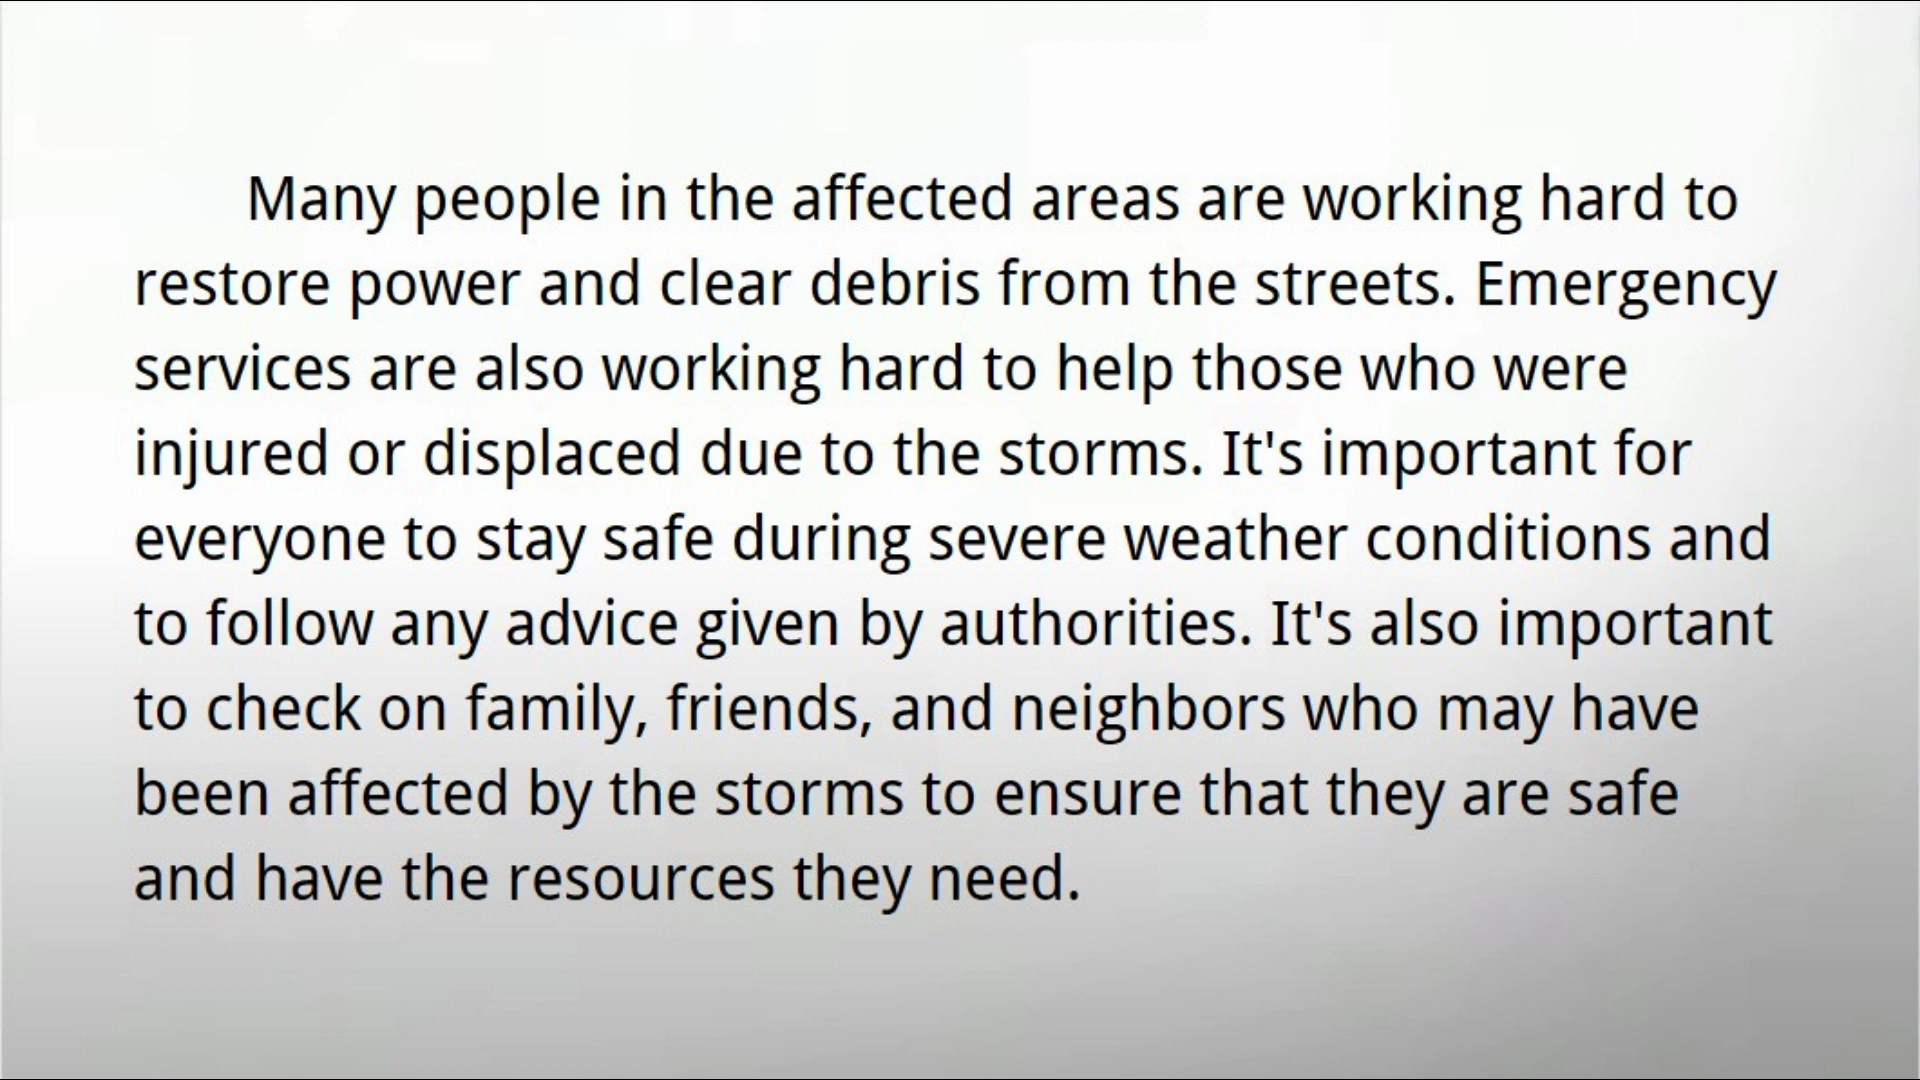 Many people in the affected areas are working hard to
restore power and clear debris from the streets. Emergency
services are also working hard to help those who were
injured or displaced due to the storms. It's important for
everyone to stay safe during severe weather conditions and
to follow any advice given by authorities. It's also important
to check on family, friends, and neighbors who may have
been affected by the storms to ensure that they are safe
and have the resources they need.